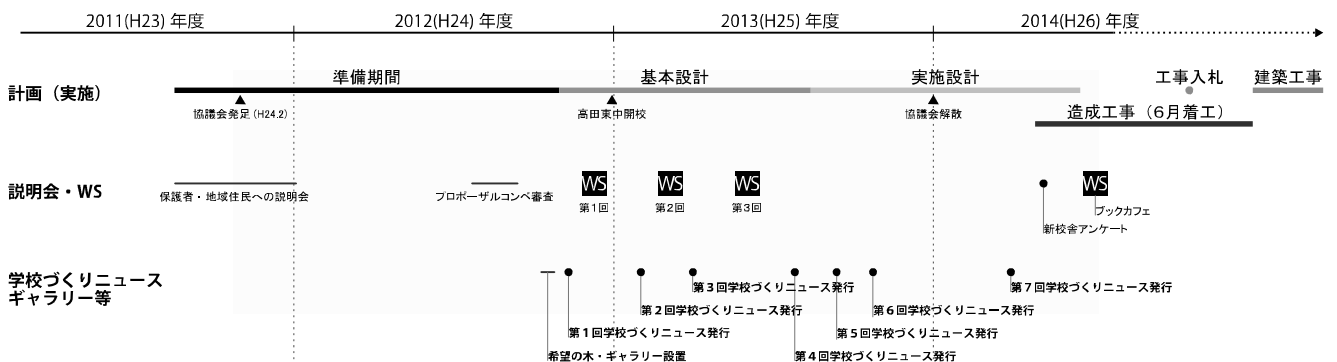 2011(H23) 年度
2012(H24) 年度
2013(H25) 年度
2014(H26) 年度
計画（実施）
準備期間
基本設計
実施設計
工事入札
建築工事
協議会発足(H24.2)
高田東中開校
協議会解散
造成工事（6月着工）
説明会・WS
保護者・地域住民への説明会
プロポーザルコンペ審査
WS
第1回
WS
第2回
WS
第3回
WS
ブックカフェ
新校舎アンケート
学校づくりニュース
ギャラリー等
第3回学校づくりニュース発行
第7回学校づくりニュース発行
第2回学校づくりニュース発行
第6回学校づくりニュース発行
第1回学校づくりニュース発行
第5回学校づくりニュース発行
希望の木・ギャラリー設置
第4回学校づくりニュース発行